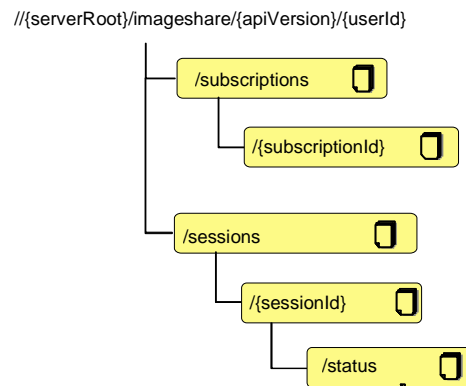 //{serverRoot}/imageshare/{apiVersion}/{userId}
/subscriptions
/{subscriptionId}
/sessions
/{sessionId}
/status